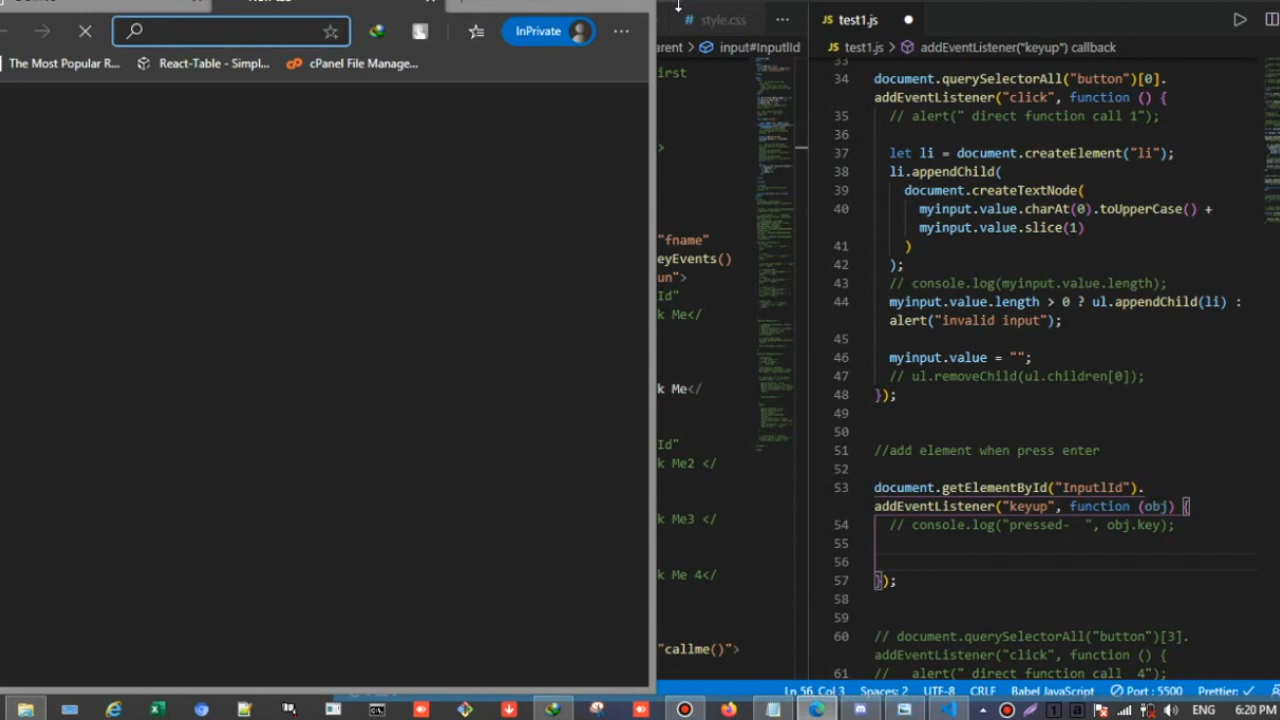 InPrivate
The Most Popular R...
React-Table - Simpl...
cPanel File Manage...
# style.css
arent > input#InputlId
irst
>
"fname"
eyEvents()
un">
Id"
k Me</
k Me</
Id"
k Me2 </
k Me3 </
k Me 4</
"callme()">
JS test1.js
JS test1.js > addEventListener("keyup") callback
33
34 document.querySelectorAll("button")[0].
addEventListener("click", function () {
35 // alert(" direct function call 1");
36
37 let li = document.createElement("li");
38 li.appendChild(
39 document.createTextNode(
40 myinput.value.charAt(0).toUpperCase() +
myinput.value.slice(1)
41 )
42 );
43 // console.log(myinput.value.length);
44 myinput.value.length > 0 ? ul.appendChild(li) :
alert("invalid input");
45
46 myinput.value = "";
47 // ul.removeChild(ul.children[0]);
48 });
49
50
51 //add element when press enter
52
53 document.getElementById("InputlId").
addEventListener("keyup", function (obj) {
54 // console.log("pressed- ", obj.key);
55
56
57 });
58
59
60 // document.querySelectorAll("button")[3].
addEventListener("click", function () {
61 // alert(" direct function call 4");
Ln 56, Col 3 Spaces: 2 UTF-8 CRLF Babel JavaScript Port : 5500 Prettier: ✓
ENG 6:20 PM